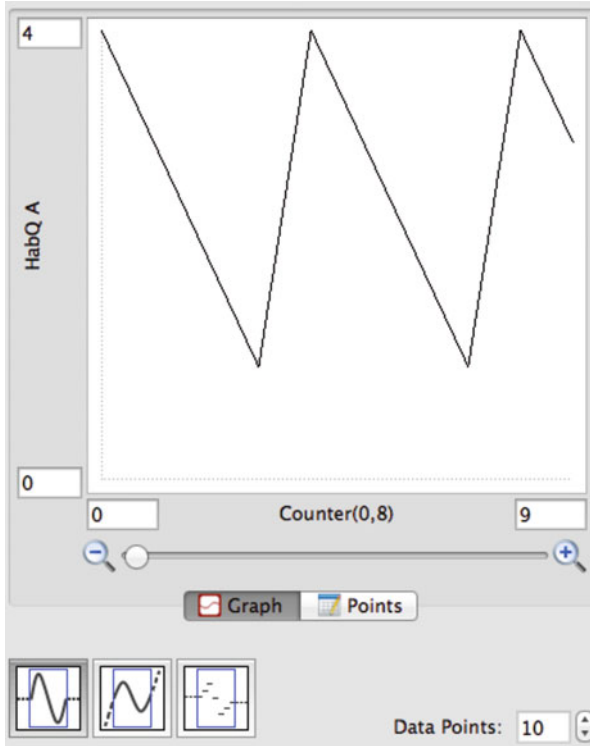 4
HabQ A
0
0 Counter(0,8) 9
Graph Points
Data Points: 10